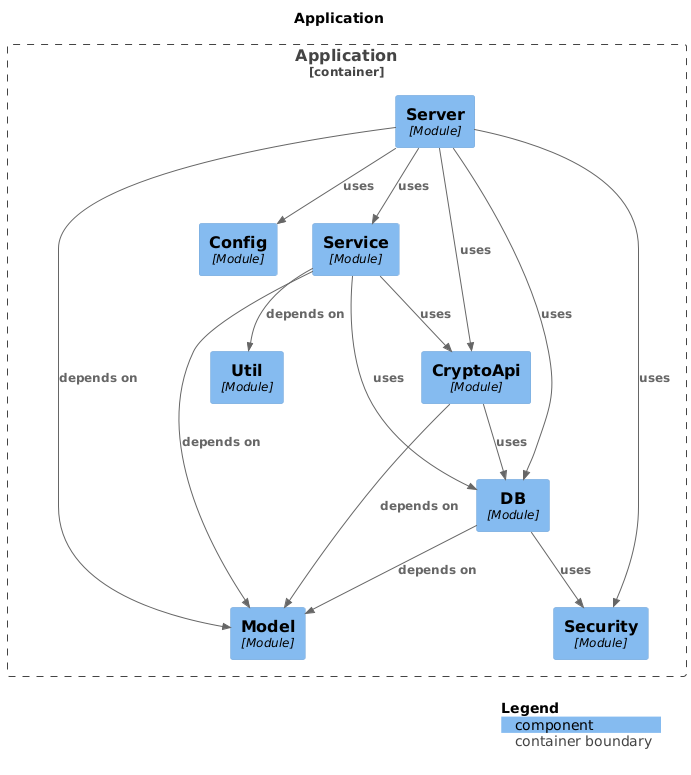 Application
Application
[container]
Server
[Module]
uses
uses
Config
[Module]
Service
[Module]
uses
depends on
uses
uses
Util
[Module]
CryptoApi
[Module]
depends on
uses
uses
depends on
uses
depends on
DB
[Module]
depends on
uses
Model
[Module]
Security
[Module]
Legend
component
container boundary